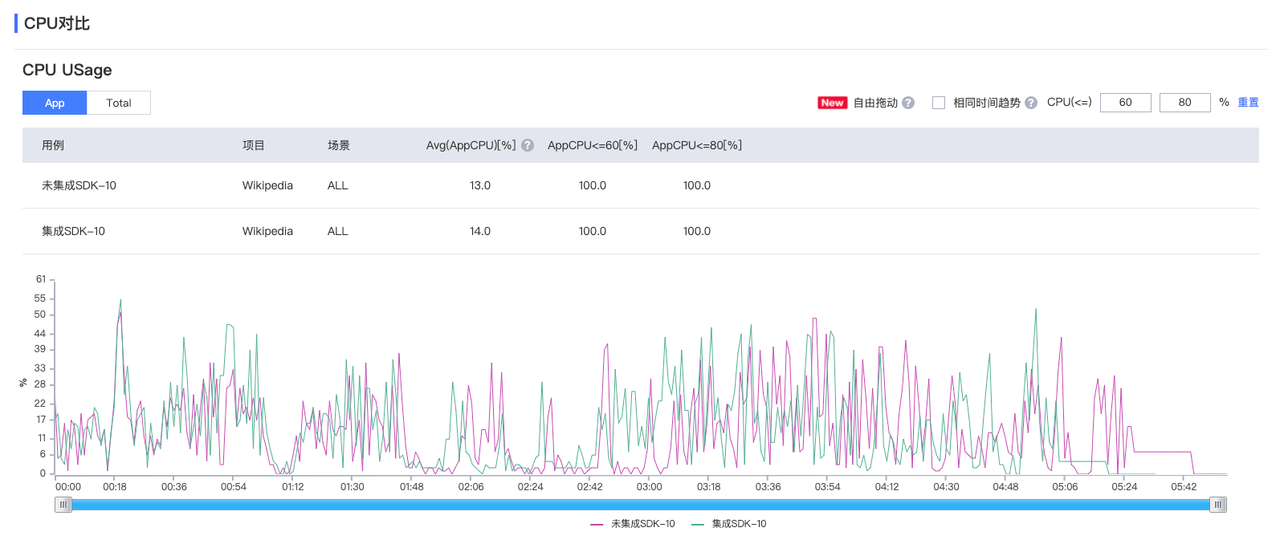 CPU对比
CPU USage
App Total New 自由拖动 ? 相同时间趋势 ? CPU(<=) 60 80 % 重置
用例 项目 场景 Avg(AppCPU)[%] ? AppCPU<=60[%] AppCPU<=80[%]
未集成SDK-10 Wikipedia ALL 13.0 100.0 100.0
集成SDK-10 Wikipedia ALL 14.0 100.0 100.0
61
55
50
44
39
33
%
28
22
17
11
6
0
00:00 00:18 00:36 00:54 01:12 01:30 01:48 02:06 02:24 02:42 03:00 03:18 03:36 03:54 04:12 04:30 04:48 05:06 05:24 05:42
未集成SDK-10 集成SDK-10